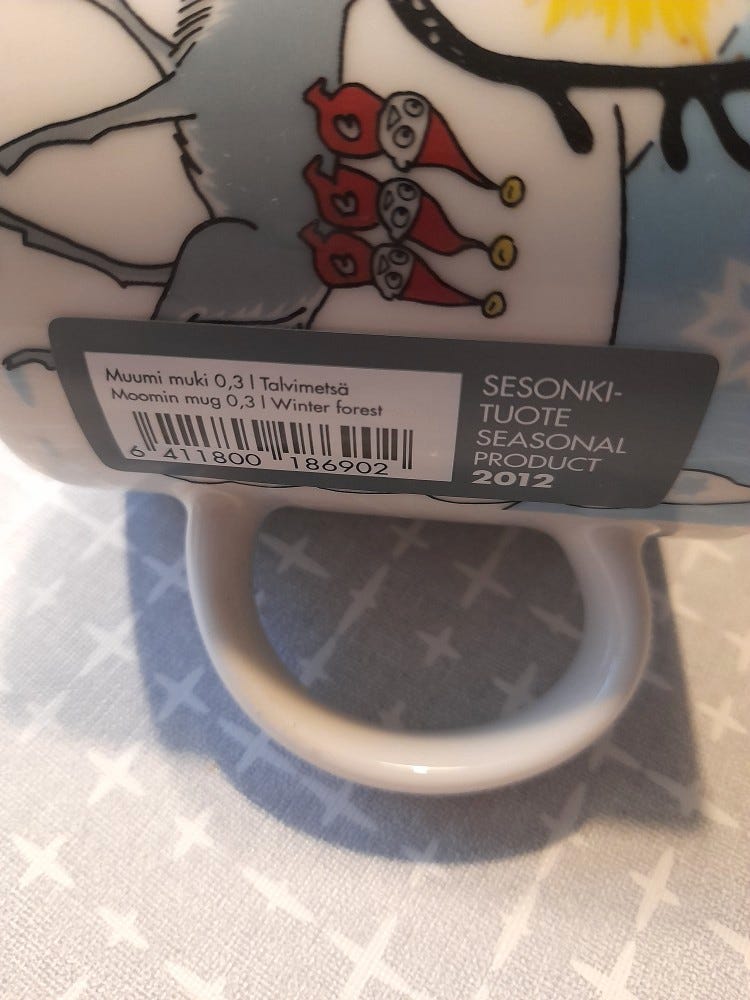 Muumi muki 0,3 l Talvimetsä
Moomin mug 0,3 l Winter forest
6 411800 186902
SESONKI-
TUOTE
SEASONAL
PRODUCT
2012